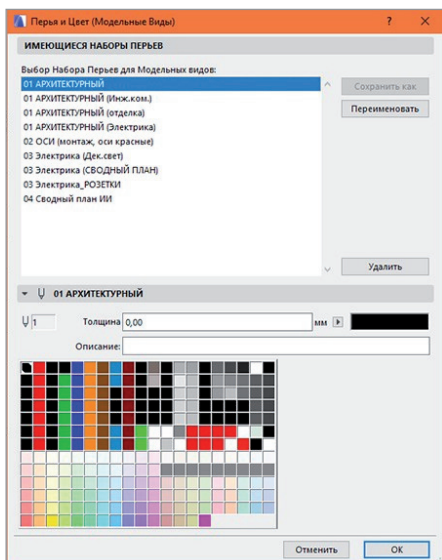 Перья и Цвет (Модельные Виды)
ИМЕЮЩИЕСЯ НАБОРЫ ПЕРЬЕВ
Выбор Набора Перьев для Модельных видов:
01 АРХИТЕКТУРНЫЙ
01 АРХИТЕКТУРНЫЙ (Инж.ком.)
01 АРХИТЕКТУРНЫЙ (отделка)
01 АРХИТЕКТУРНЫЙ (Электрика)
02 ОСИ (монтаж, оси красные)
03 Электрика (Дек.свет)
03 Электрика (СВОДНЫЙ ПЛАН)
03 Электрика_РОЗЕТКИ
04 Сводный план ИИ
Сохранить как
Переименовать
Удалить
01 АРХИТЕКТУРНЫЙ
1 Толщина 0,00 мм
Описание:
Отменить OK